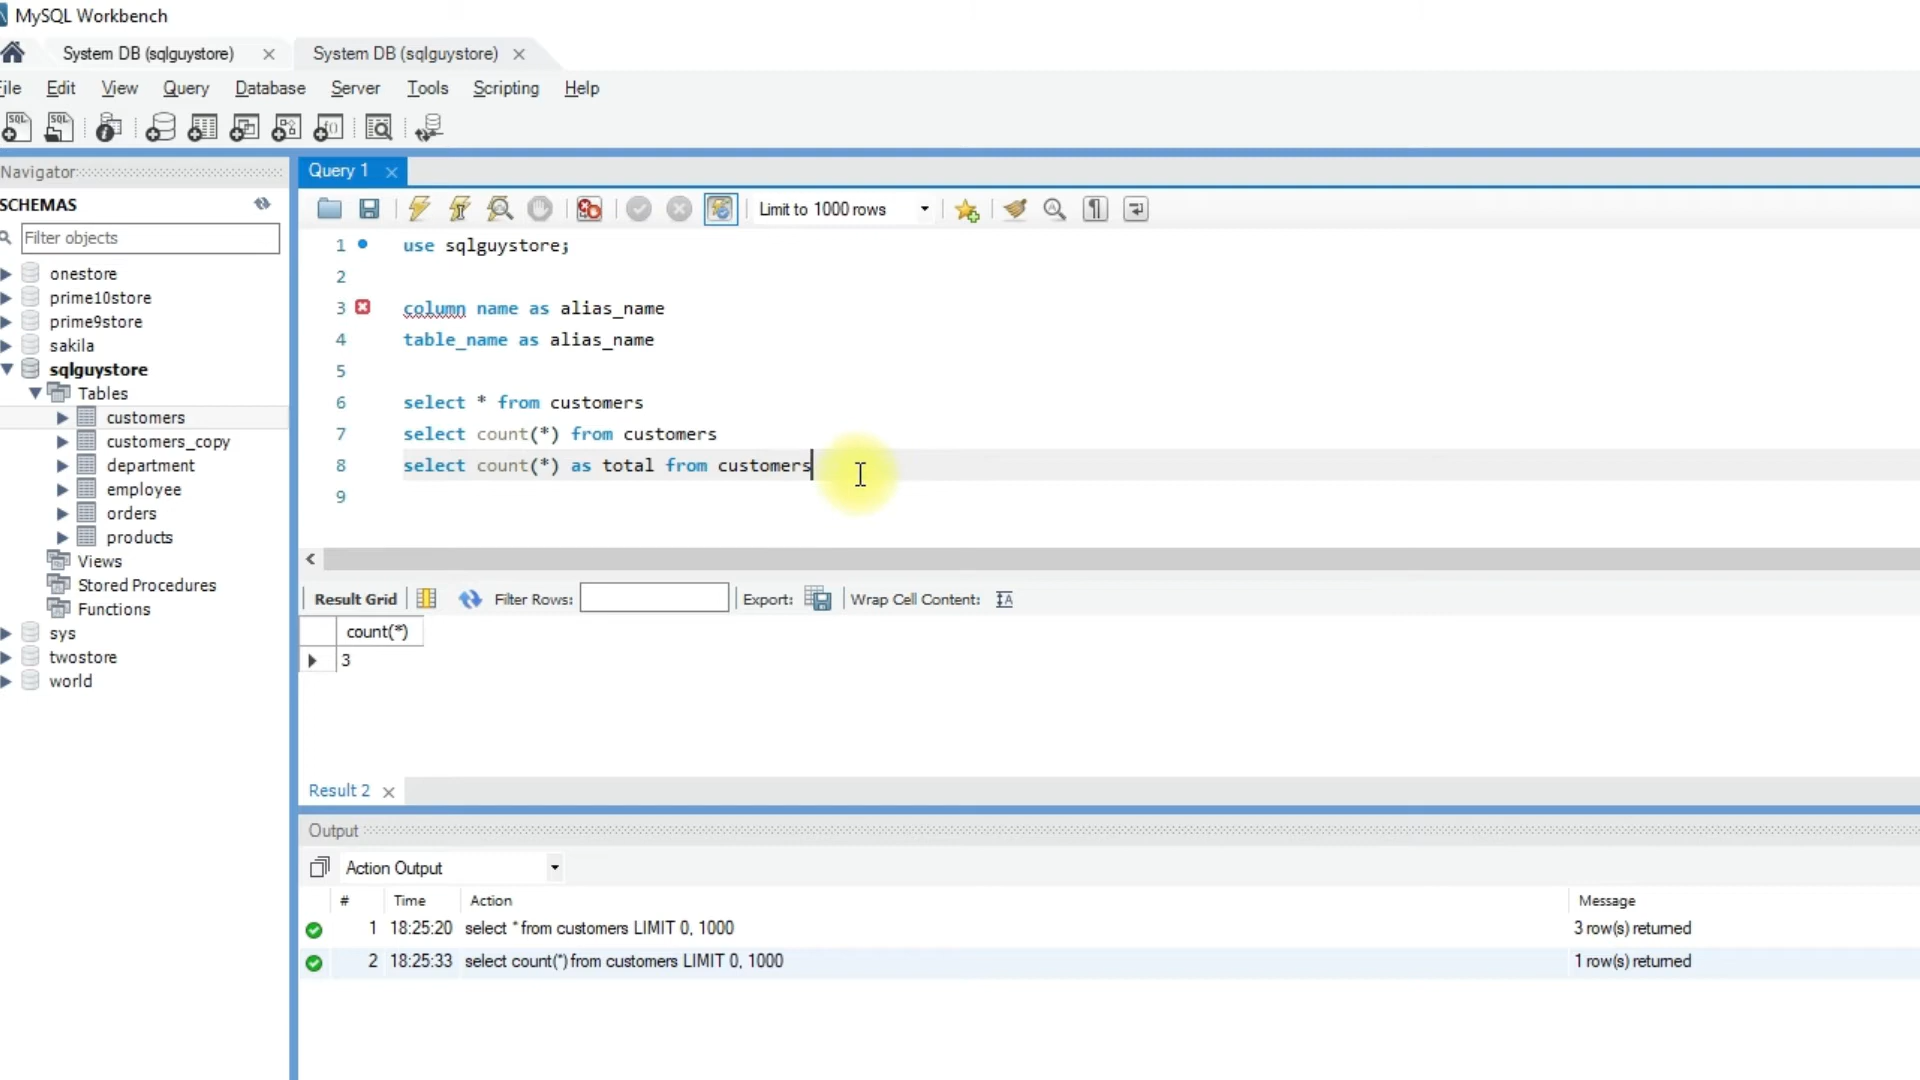 MySQL Workbench
System DB (sqlguystore) System DB (sqlguystore)
File Edit View Query Database Server Tools Scripting Help
SQL SQL
Navigator
Query 1
SCHEMAS
Limit to 1000 rows
Filter objects
onestore
prime10store
prime9store
sakila
sqlguystore
Tables
customers
customers_copy
department
employee
orders
products
Views
Stored Procedures
Functions
sys
twostore
world
1 use sqlguystore;
2
3 column name as alias_name
4 table_name as alias_name
5
6 select * from customers
7 select count(*) from customers
8 select count(*) as total from customers
9
Result Grid Filter Rows: Export: Wrap Cell Content:
count(*)
3
Result 2
Output
Action Output
# Time Action Message
1 18:25:20 select * from customers LIMIT 0, 1000 3 row(s) returned
2 18:25:33 select count(*) from customers LIMIT 0, 1000 1 row(s) returned